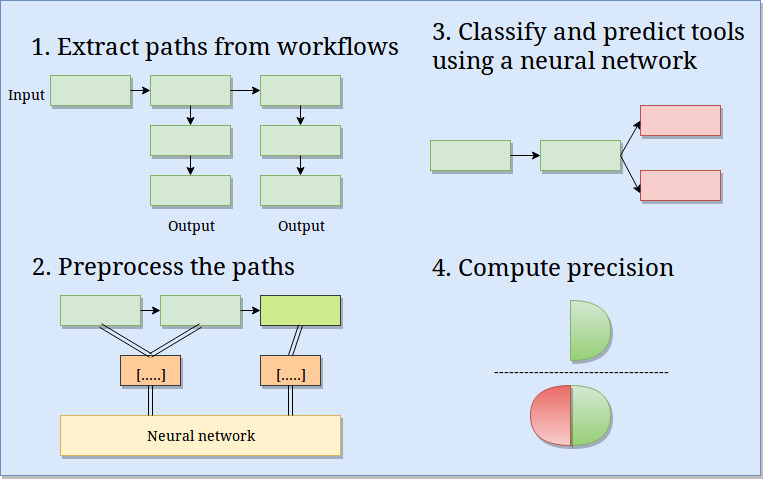 1. Extract paths from workflows
Input
Output
Output
2. Preprocess the paths
[.....]
[.....]
Neural network
3. Classify and predict tools
using a neural network
4. Compute precision